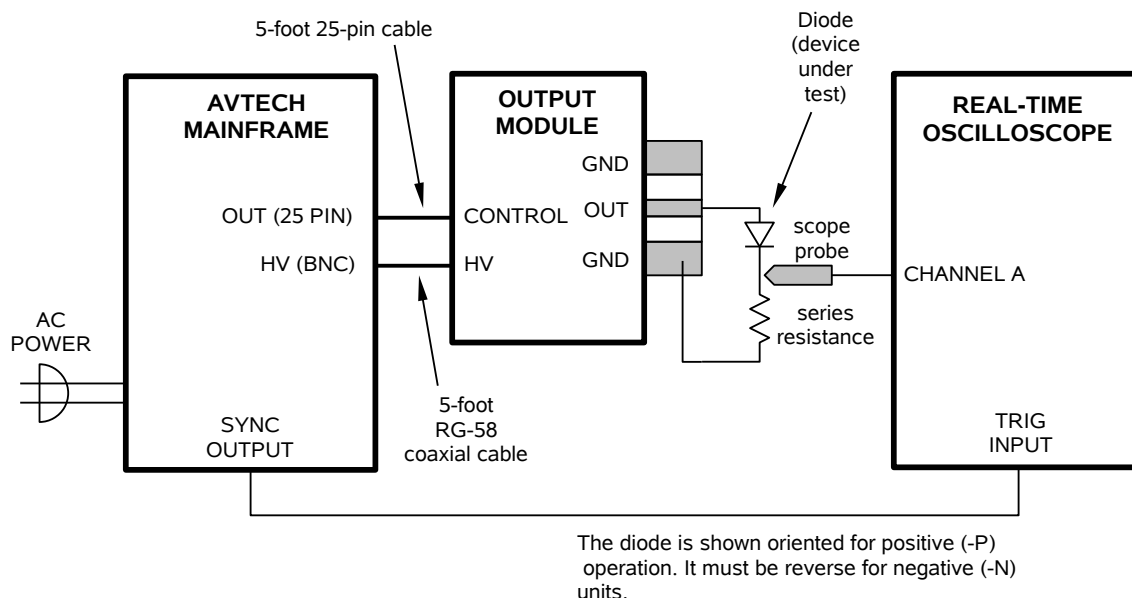 5-foot 25-pin cable
Diode
(device
under
test)
AVTECH
MAINFRAME
OUTPUT
MODULE
REAL-TIME
OSCILLOSCOPE
GND
OUT (25 PIN)
CONTROL
OUT
HV (BNC)
HV
GND
scope
probe
CHANNEL A
series
resistance
AC
POWER
5-foot
RG-58
coaxial cable
SYNC
OUTPUT
TRIG
INPUT
The diode is shown oriented for positive (-P)
operation. It must be reverse for negative (-N)
units.